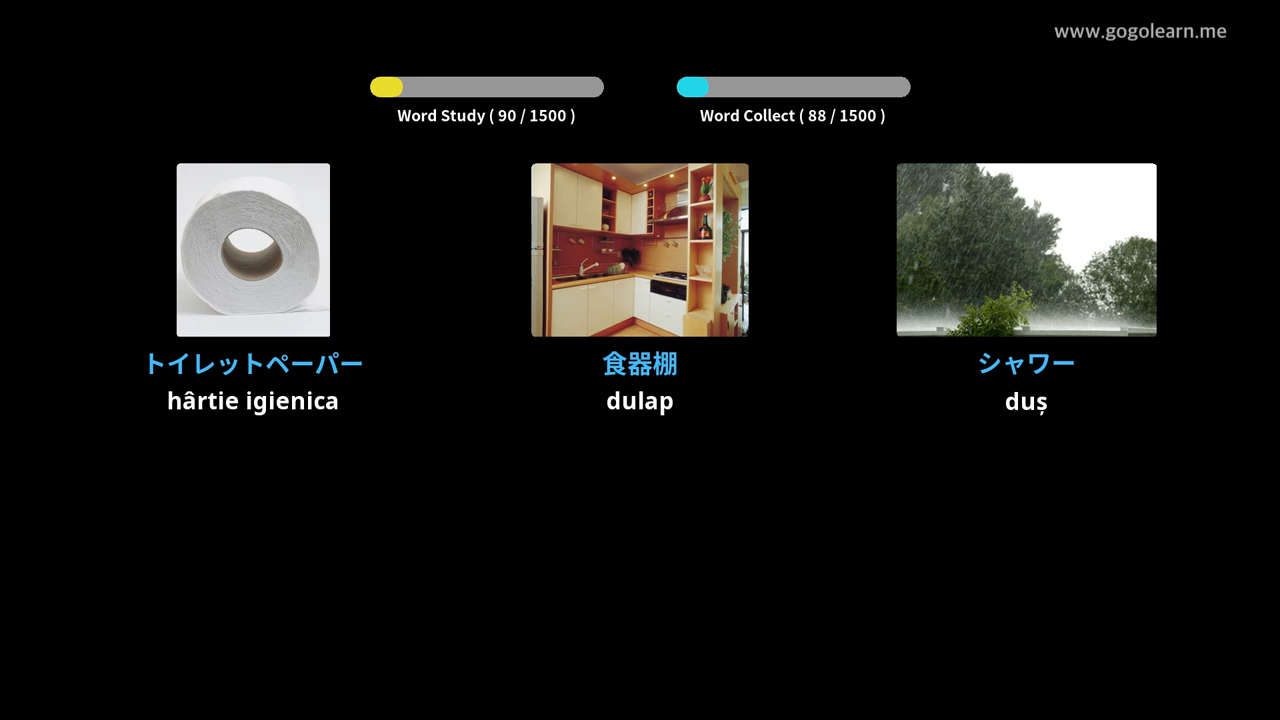 www.gogolearn.me
Word Study ( 90 / 1500 )
Word Collect ( 88 / 1500 )
トイレットペーパー
hârtie igienica
食器棚
dulap
シャワー
duș